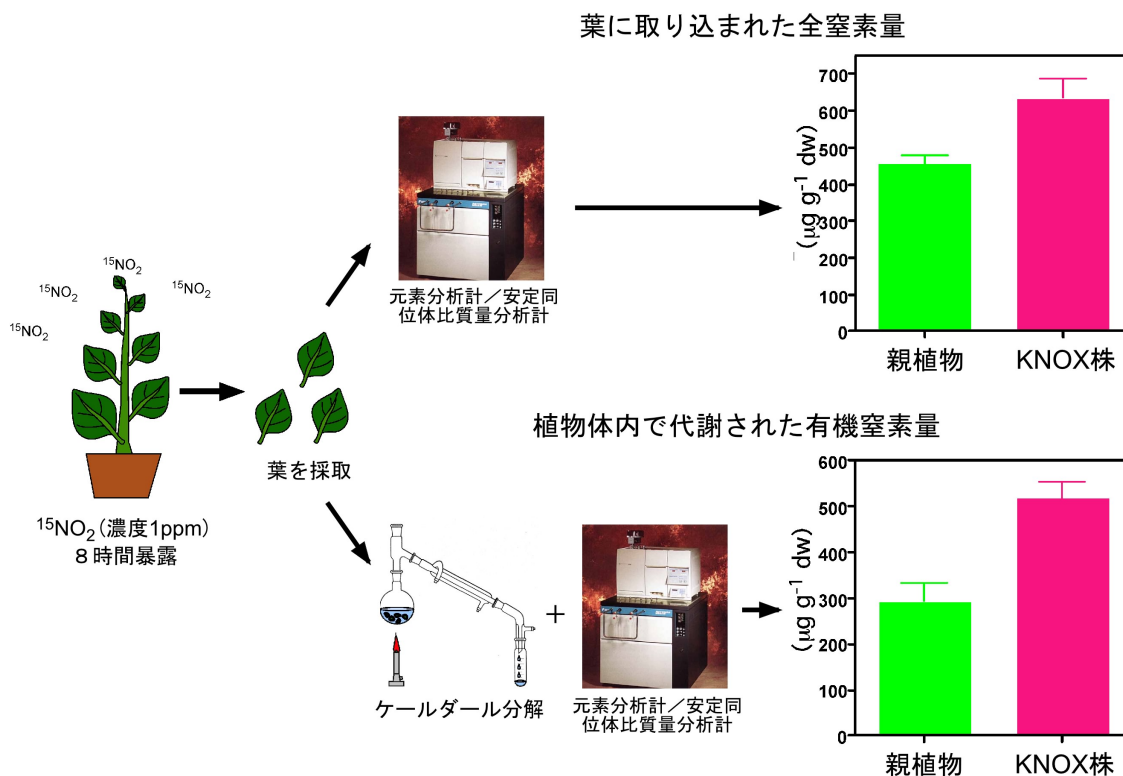 葉に取り込まれた全窒素量
(μg g⁻¹ dw)
700
600
500
400
300
200
100
0
親植物
KNOX株
元素分析計／安定同
位体比質量分析計
¹⁵NO₂
¹⁵NO₂
¹⁵NO₂
¹⁵NO₂
葉を採取
¹⁵NO₂(濃度1ppm)
８時間暴露
植物体内で代謝された有機窒素量
(μg g⁻¹ dw)
600
500
400
300
200
100
0
親植物
KNOX株
+
ケールダール分解
元素分析計／安定同
位体比質量分析計